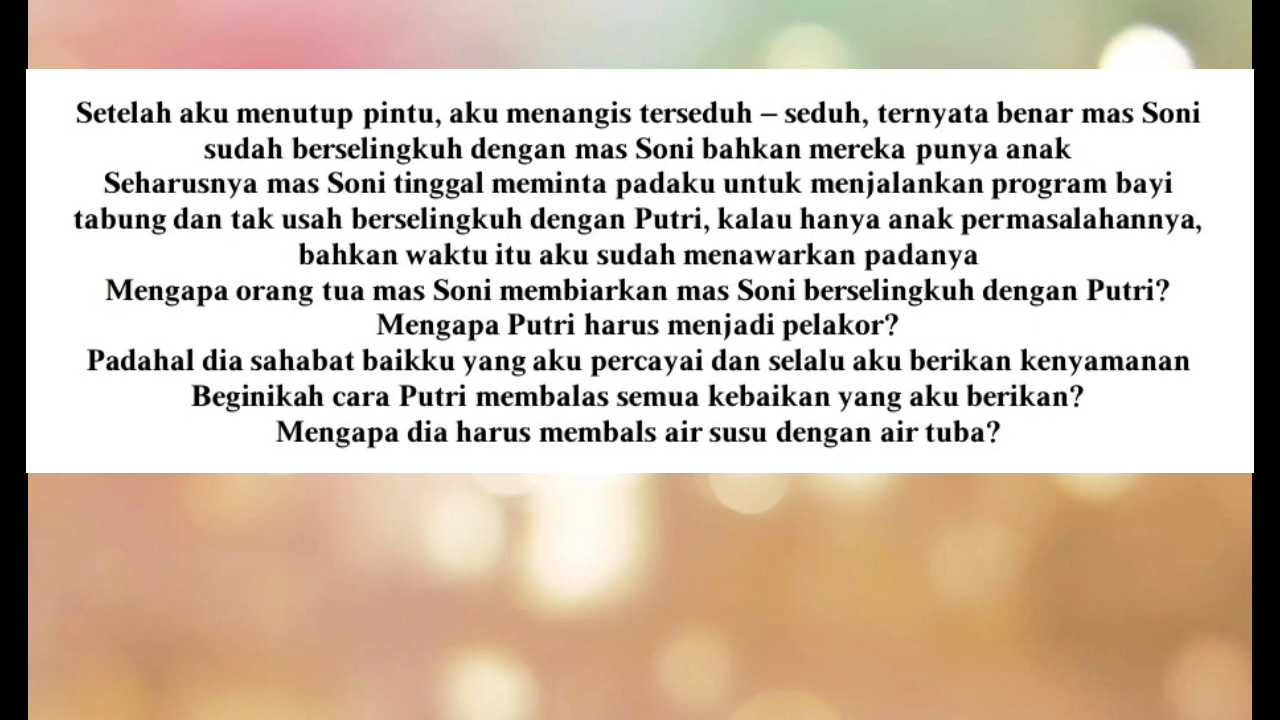 Setelah aku menutup pintu, aku menangis terseduh – seduh, ternyata benar mas Soni
sudah berselingkuh dengan mas Soni bahkan mereka punya anak
Seharusnya mas Soni tinggal meminta padaku untuk menjalankan program bayi
tabung dan tak usah berselingkuh dengan Putri, kalau hanya anak permasalahannya,
bahkan waktu itu aku sudah menawarkan padanya
Mengapa orang tua mas Soni membiarkan mas Soni berselingkuh dengan Putri?
Mengapa Putri harus menjadi pelakor?
Padahal dia sahabat baikku yang aku percayai dan selalu aku berikan kenyamanan
Beginikah cara Putri membalas semua kebaikan yang aku berikan?
Mengapa dia harus membals air susu dengan air tuba?